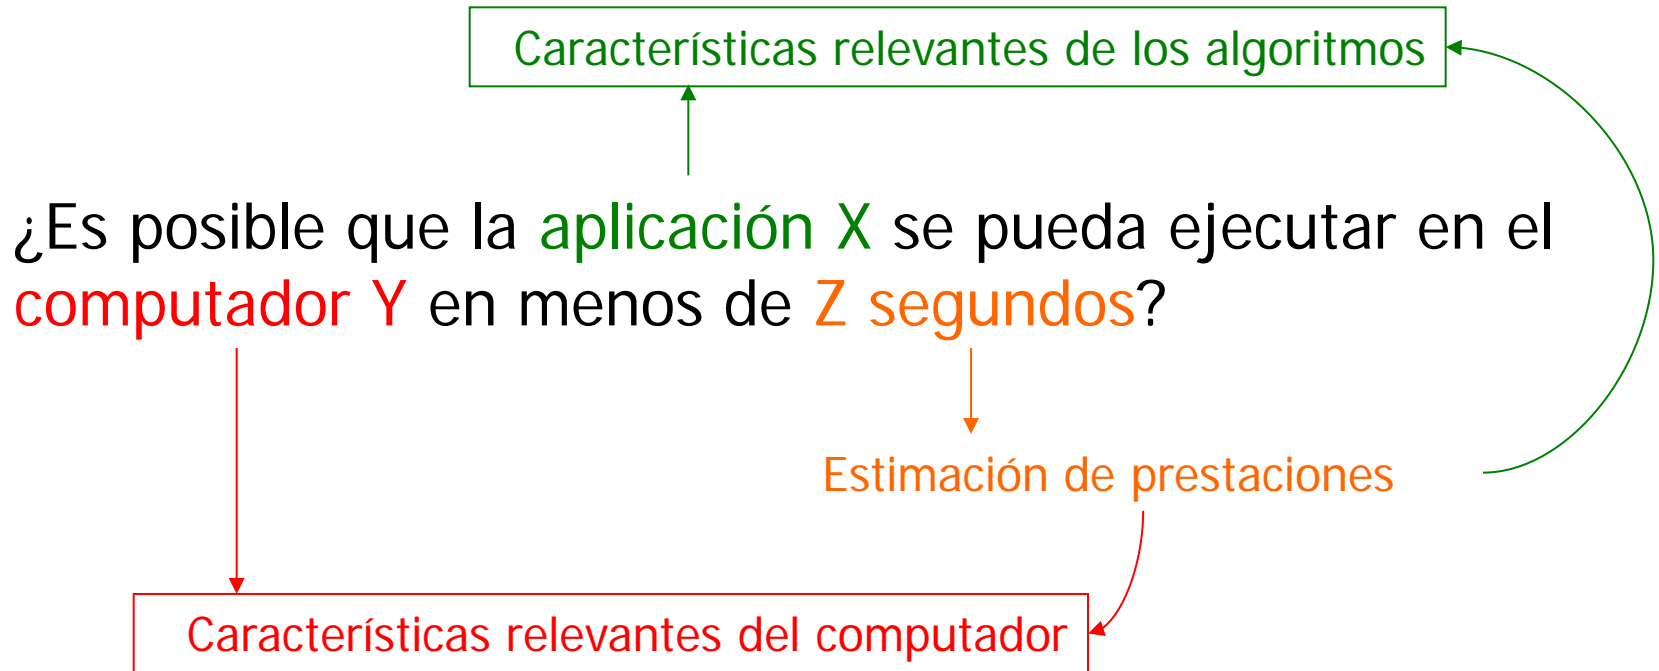 Características relevantes de los algoritmos
¿Es posible que la aplicación X se pueda ejecutar en el
computador Y en menos de Z segundos?
Estimación de prestaciones
Características relevantes del computador